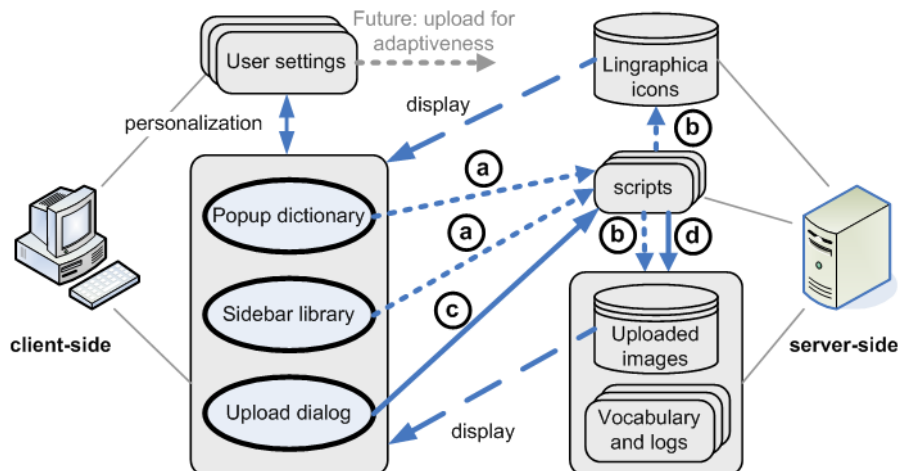 Future: upload for
adaptiveness
User settings
Lingraphica
icons
display
personalization
b
a
scripts
Popup dictionary
a
b
d
c
Sidebar library
Uploaded
images
client-side
server-side
Upload dialog
Vocabulary
and logs
display